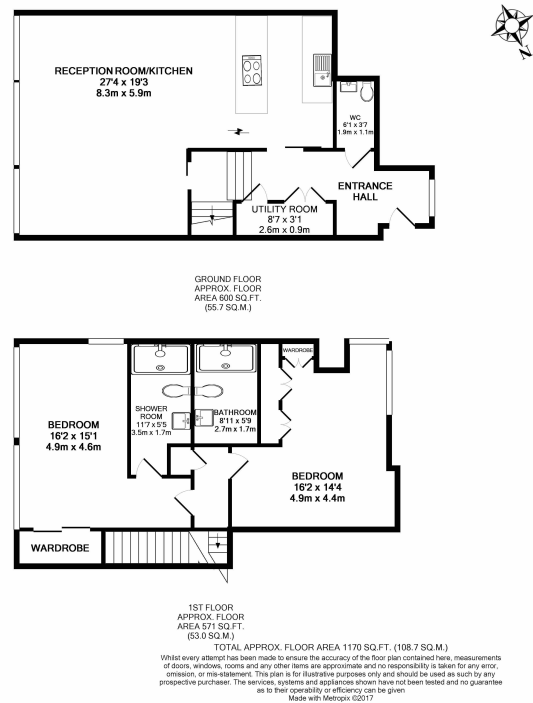 N
RECEPTION ROOM/KITCHEN
27'4 x 19'3
8.3m x 5.9m
WC
6'1 x 3'7
1.9m x 1.1m
ENTRANCE
HALL
UTILITY ROOM
8'7 x 3'1
2.6m x 0.9m
GROUND FLOOR
APPROX. FLOOR
AREA 600 SQ.FT.
(55.7 SQ.M.)
WARDROBE
SHOWER
ROOM
11'7 x 5'5
3.5m x 1.7m
BATHROOM
8'11 x 5'9
2.7m x 1.7m
BEDROOM
16'2 x 15'1
4.9m x 4.6m
BEDROOM
16'2 x 14'4
4.9m x 4.4m
WARDROBE
1ST FLOOR
APPROX. FLOOR
AREA 571 SQ.FT.
(53.0 SQ.M.)
TOTAL APPROX. FLOOR AREA 1170 SQ.FT. (108.7 SQ.M.)
Whilst every attempt has been made to ensure the accuracy of the floor plan contained here, measurements
of doors, windows, rooms and any other items are approximate and no responsibility is taken for any error,
omission, or mis-statement. This plan is for illustrative purposes only and should be used as such by any
prospective purchaser. The services, systems and appliances shown have not been tested and no guarantee
as to their operability or efficiency can be given
Made with Metropix ©2017